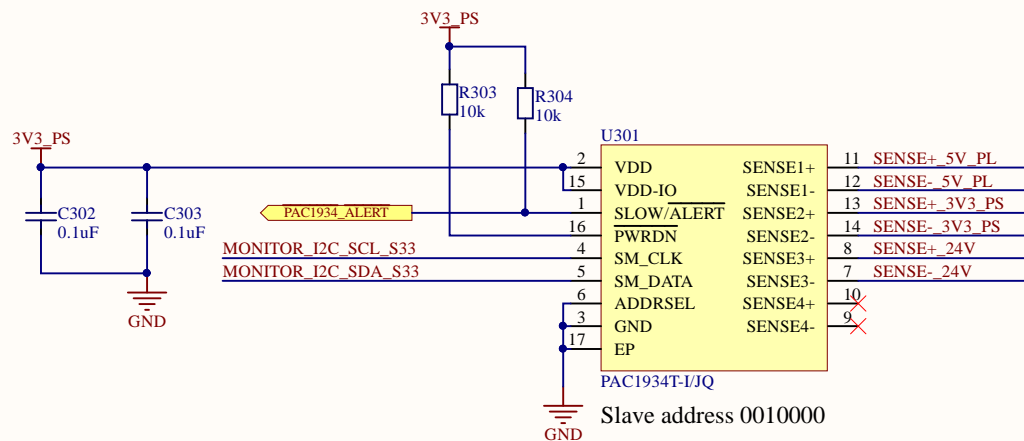 3V3_PS
R303
10k
R304
10k
3V3_PS
C302
0.1uF
C303
0.1uF
GND
PAC1934_ALERT
MONITOR_I2C_SCL_S33
MONITOR_I2C_SDA_S33
U301
2 VDD SENSE1+ 11 SENSE+_5V_PL
15 VDD-IO SENSE1- 12 SENSE-_5V_PL
1 SLOW/ALERT SENSE2+ 13 SENSE+_3V3_PS
16 PWRDN SENSE2- 14 SENSE-_3V3_PS
4 SM_CLK SENSE3+ 8 SENSE+_24V
5 SM_DATA SENSE3- 7 SENSE-_24V
6 ADDRSEL SENSE4+ 10
3 GND SENSE4- 9
17 EP
PAC1934T-I/JQ
Slave address 0010000
GND